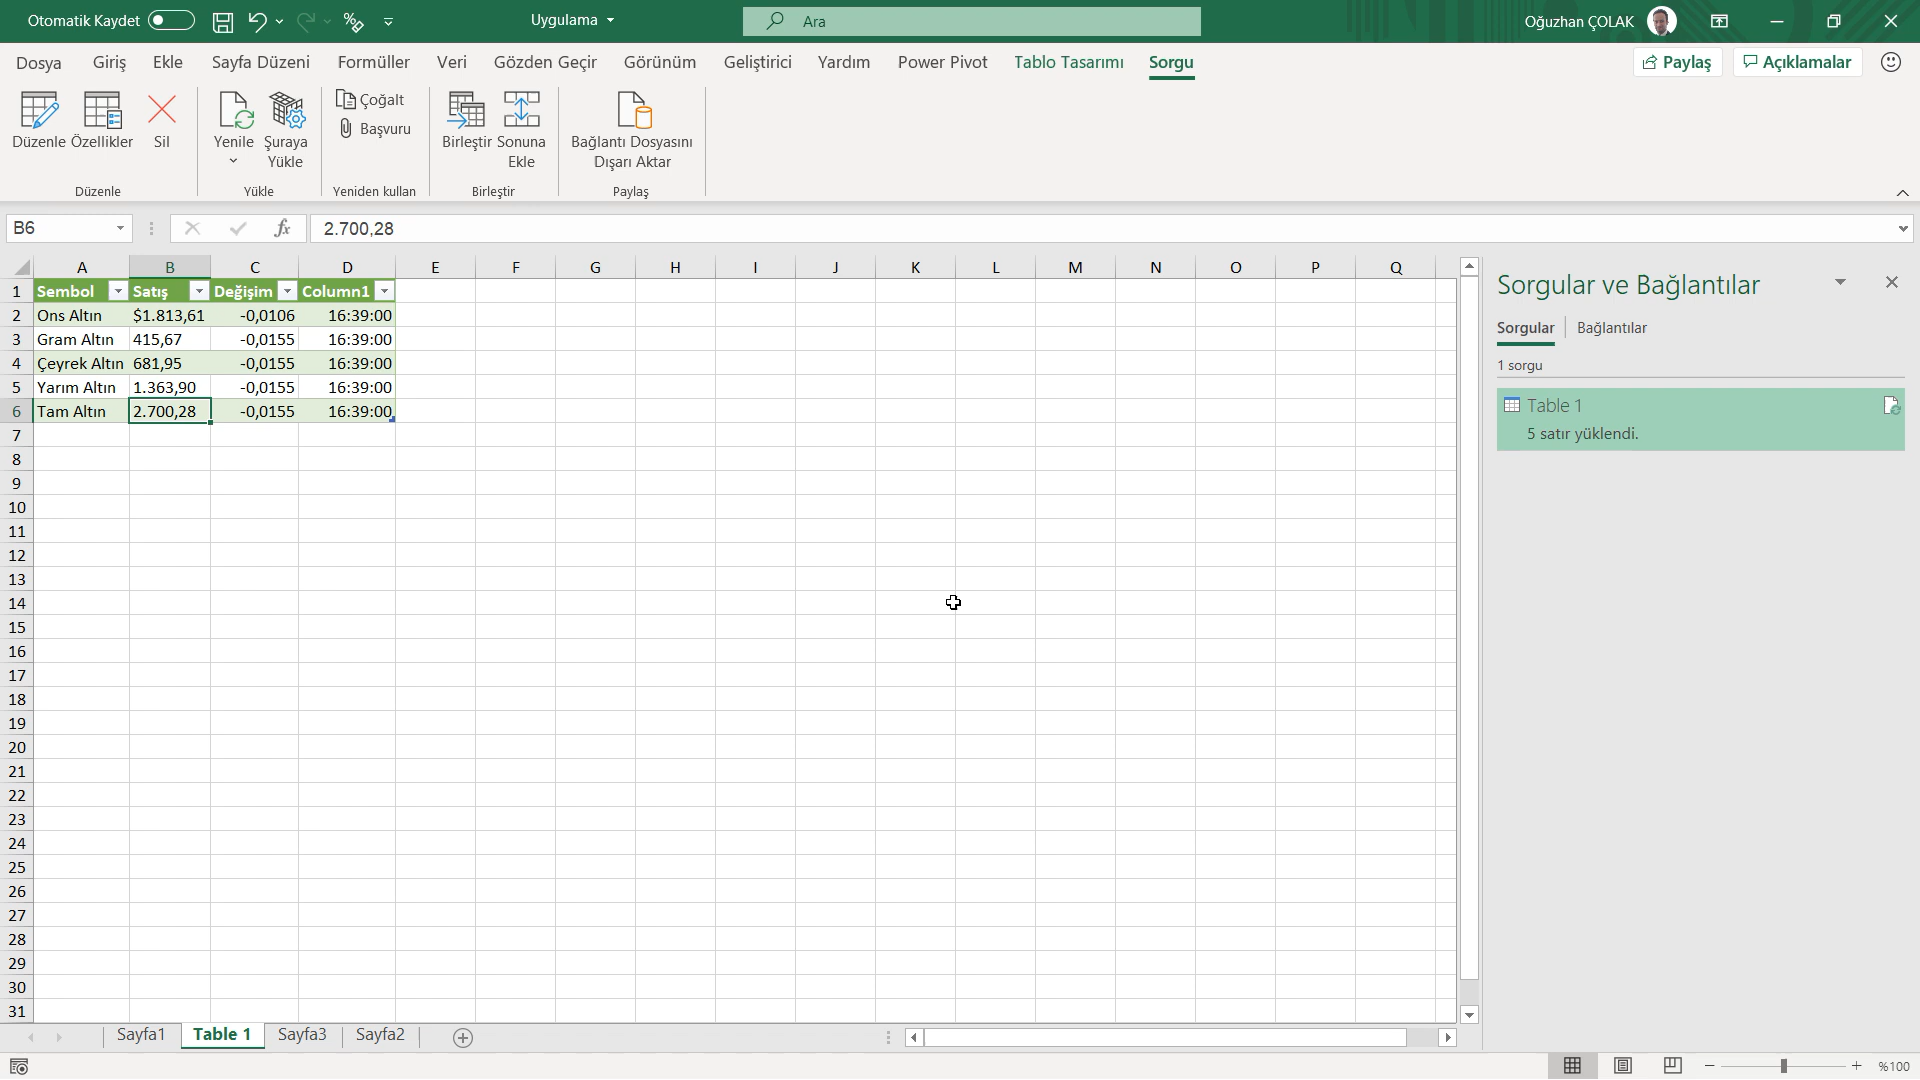 Otomatik Kaydet
Uygulama
Ara
Oğuzhan ÇOLAK
Dosya Giriş Ekle Sayfa Düzeni Formüller Veri Gözden Geçir Görünüm Geliştirici Yardım Power Pivot Tablo Tasarımı Sorgu
Paylaş
Açıklamalar
Düzenle Özellikler Sil
Yenile Şuraya Yükle
Çoğalt
Başvuru
Birleştir Sonuna Ekle
Bağlantı Dosyasını
Dışarı Aktar
Düzenle Yükle Yeniden kullan Birleştir Paylaş
B6 fx 2.700,28
A B C D E F G H I J K L M N O P Q
1 Sembol Satış Değişim Column1
2 Ons Altın $1.813,61 -0,0106 16:39:00
3 Gram Altın 415,67 -0,0155 16:39:00
4 Çeyrek Altın 681,95 -0,0155 16:39:00
5 Yarım Altın 1.363,90 -0,0155 16:39:00
6 Tam Altın 2.700,28 -0,0155 16:39:00
7
8
9
10
11
12
13
14
15
16
17
18
19
20
21
22
23
24
25
26
27
28
29
30
31
Sorgular ve Bağlantılar
Sorgular Bağlantılar
1 sorgu
Table 1
5 satır yüklendi.
Sayfa1 Table 1 Sayfa3 Sayfa2
%100